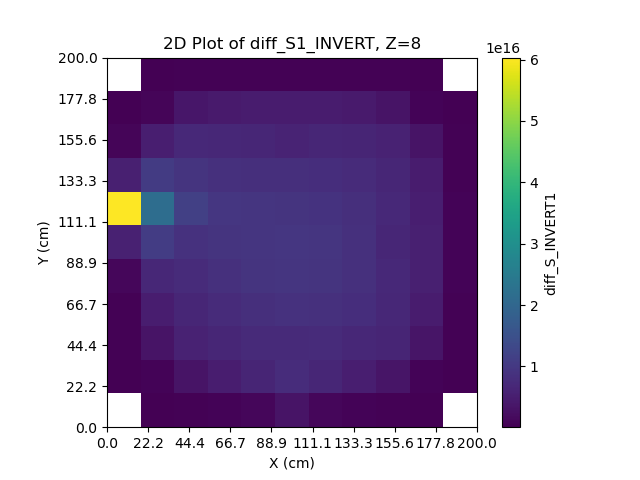 2D Plot of diff_S1_INVERT, Z=8
1e16
200.0
177.8
155.6
133.3
111.1
88.9
66.7
44.4
22.2
0.0
Y (cm)
0.0 22.2 44.4 66.7 88.9 111.1 133.3 155.6 177.8 200.0
X (cm)
6
5
4
3
2
1
diff_S_INVERT1